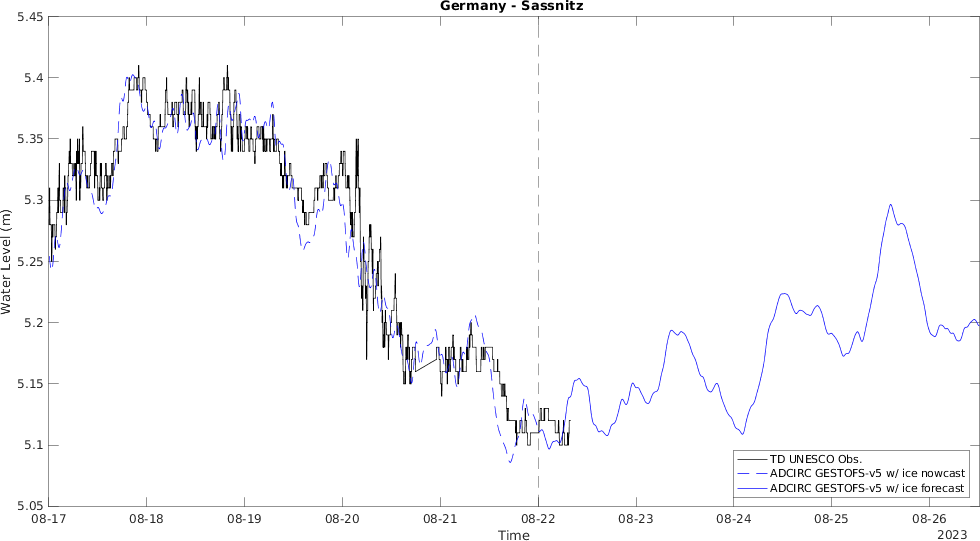 Germany - Sassnitz
5.45
5.4
5.35
5.3
5.25
5.2
5.15
5.1
5.05
Water Level (m)
08-17 08-18 08-19 08-20 08-21 08-22 08-23 08-24 08-25 08-26
Time
2023
TD UNESCO Obs.
ADCIRC GESTOFS-v5 w/ ice nowcast
ADCIRC GESTOFS-v5 w/ ice forecast